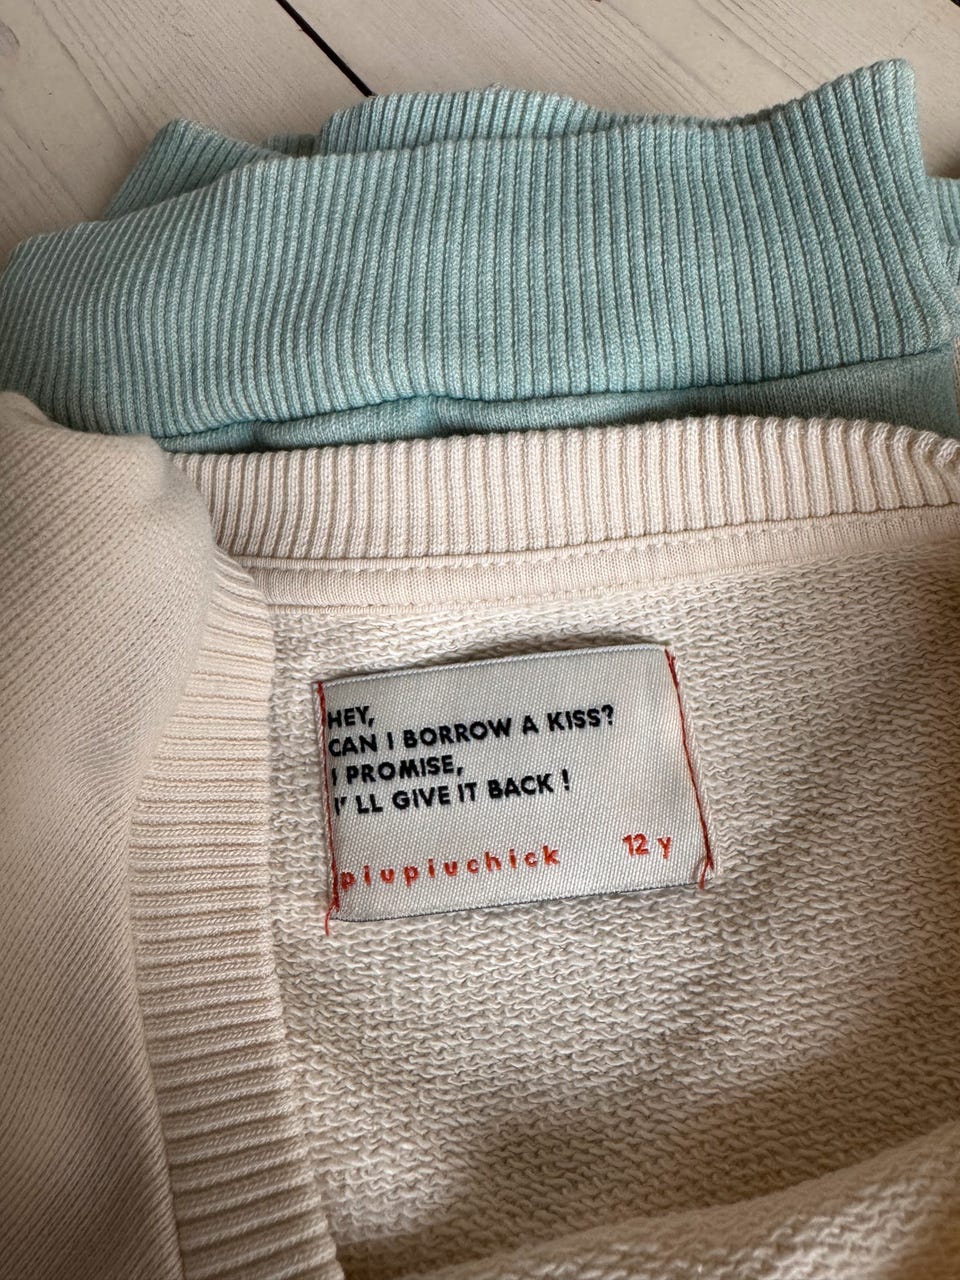 HEY,
CAN I BORROW A KISS?
I PROMISE,
I' LL GIVE IT BACK !
piupiuchick 12 y